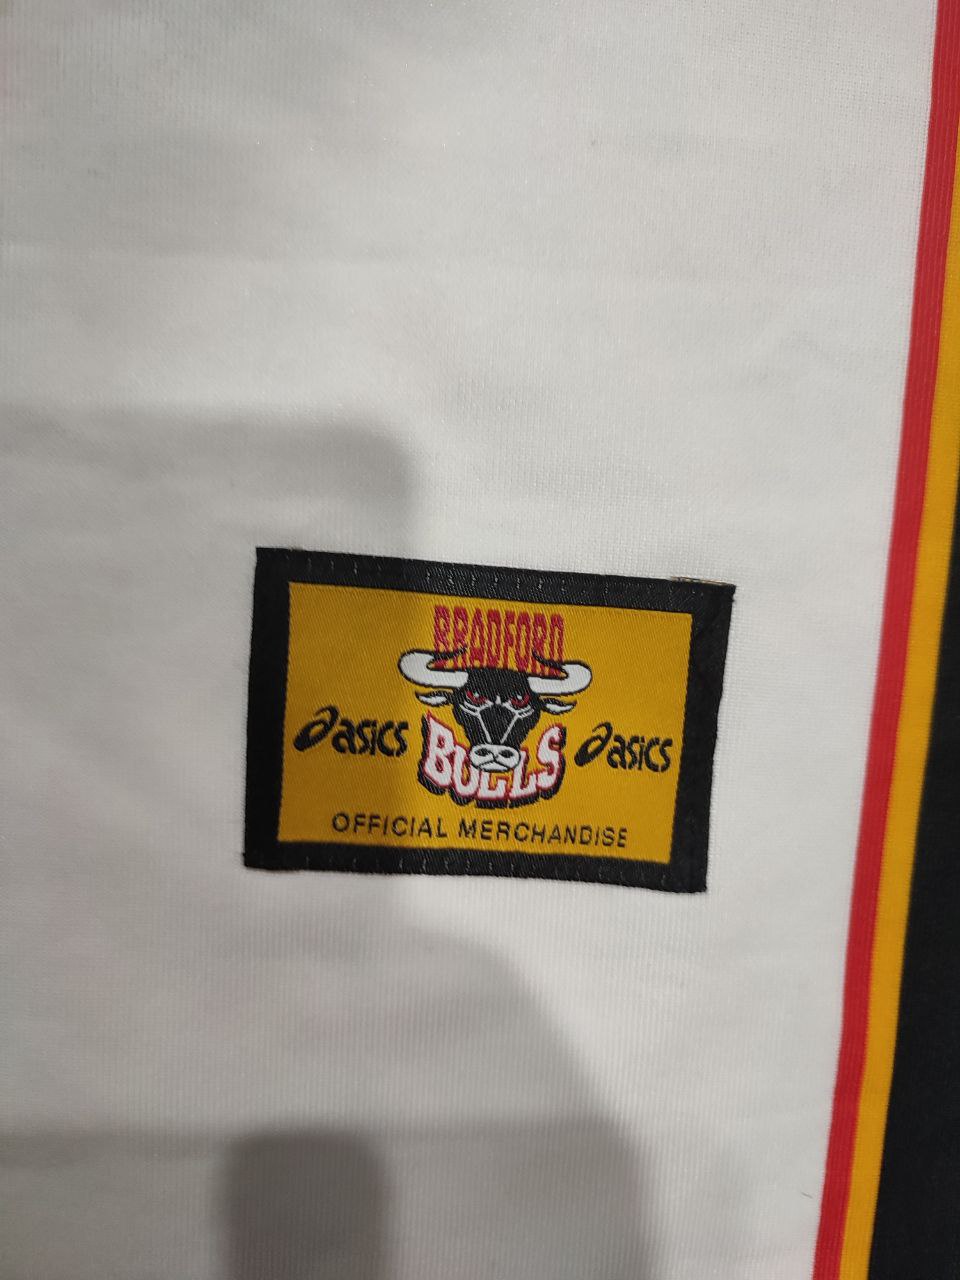 BRADFORD
asics BULLS asics
OFFICIAL MERCHANDISE